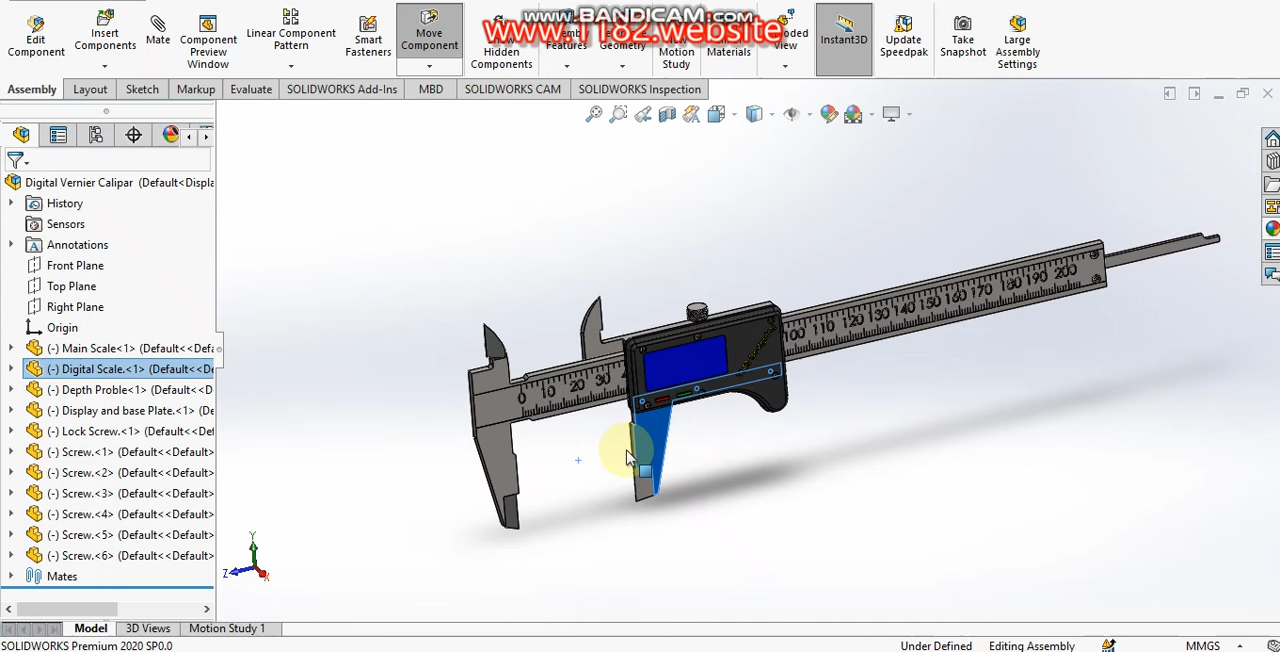 WWW.BANDICAM.COM
www.1182.website
Edit Component
Insert Components
Mate
Component Preview Window
Linear Component Pattern
Smart Fasteners
Move Component
Hidden Components
Features
Geometry
Motion Study
Materials
View
Instant3D
Update Speedpak
Take Snapshot
Large Assembly Settings
Assembly Layout Sketch Markup Evaluate SOLIDWORKS Add-Ins MBD SOLIDWORKS CAM SOLIDWORKS Inspection
Digital Vernier Calipar (Default<Displa
History
Sensors
Annotations
Front Plane
Top Plane
Right Plane
Origin
(-) Main Scale<1> (Default<<Defa
(-) Digital Scale.<1> (Default<<De
(-) Depth Proble<1> (Default<<D
(-) Display and base Plate.<1> (De
(-) Lock Screw.<1> (Default<<Def
(-) Screw.<1> (Default<<Default>
(-) Screw.<2> (Default<<Default>
(-) Screw.<3> (Default<<Default>
(-) Screw.<4> (Default<<Default>
(-) Screw.<5> (Default<<Default>
(-) Screw.<6> (Default<<Default>
Mates
0 10 20 30
100 110 120 130 140 150 160 170 180 190 200
Y
Z
X
Model 3D Views Motion Study 1
SOLIDWORKS Premium 2020 SP0.0 Under Defined Editing Assembly MMGS